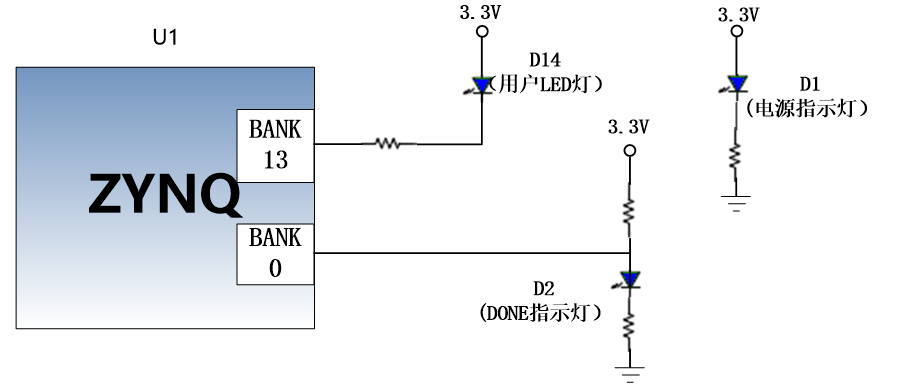 U1
3.3V
3.3V
D14
(用户LED灯)
D1
(电源指示灯)
BANK
13
3.3V
ZYNQ
BANK
0
D2
(DONE指示灯)